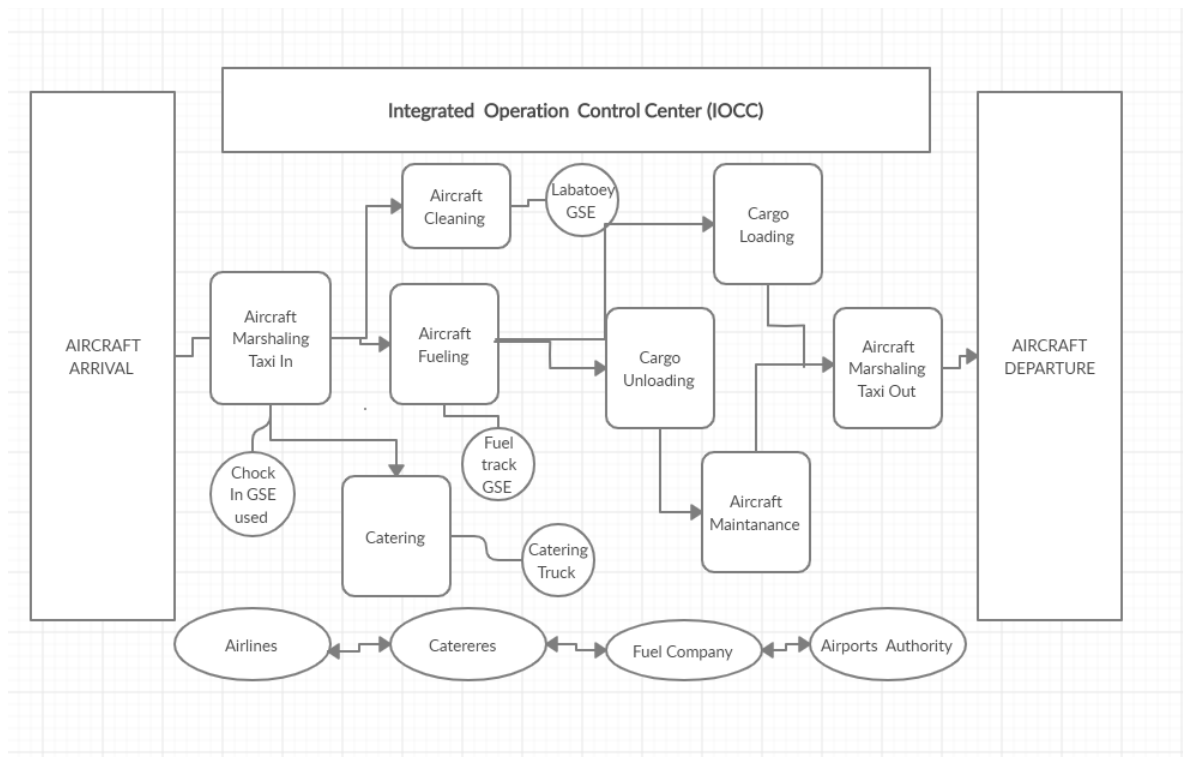 Integrated Operation Control Center (IOCC)
AIRCRAFT
ARRIVAL
Aircraft
Marshaling
Taxi In
Chock
In GSE
used
Aircraft
Cleaning
Labatoey
GSE
Aircraft
Fueling
Fuel
track
GSE
Catering
Catering
Truck
Cargo
Loading
Cargo
Unloading
Aircraft
Maintanance
Aircraft
Marshaling
Taxi Out
AIRCRAFT
DEPARTURE
Airlines
Catereres
Fuel Company
Airports Authority